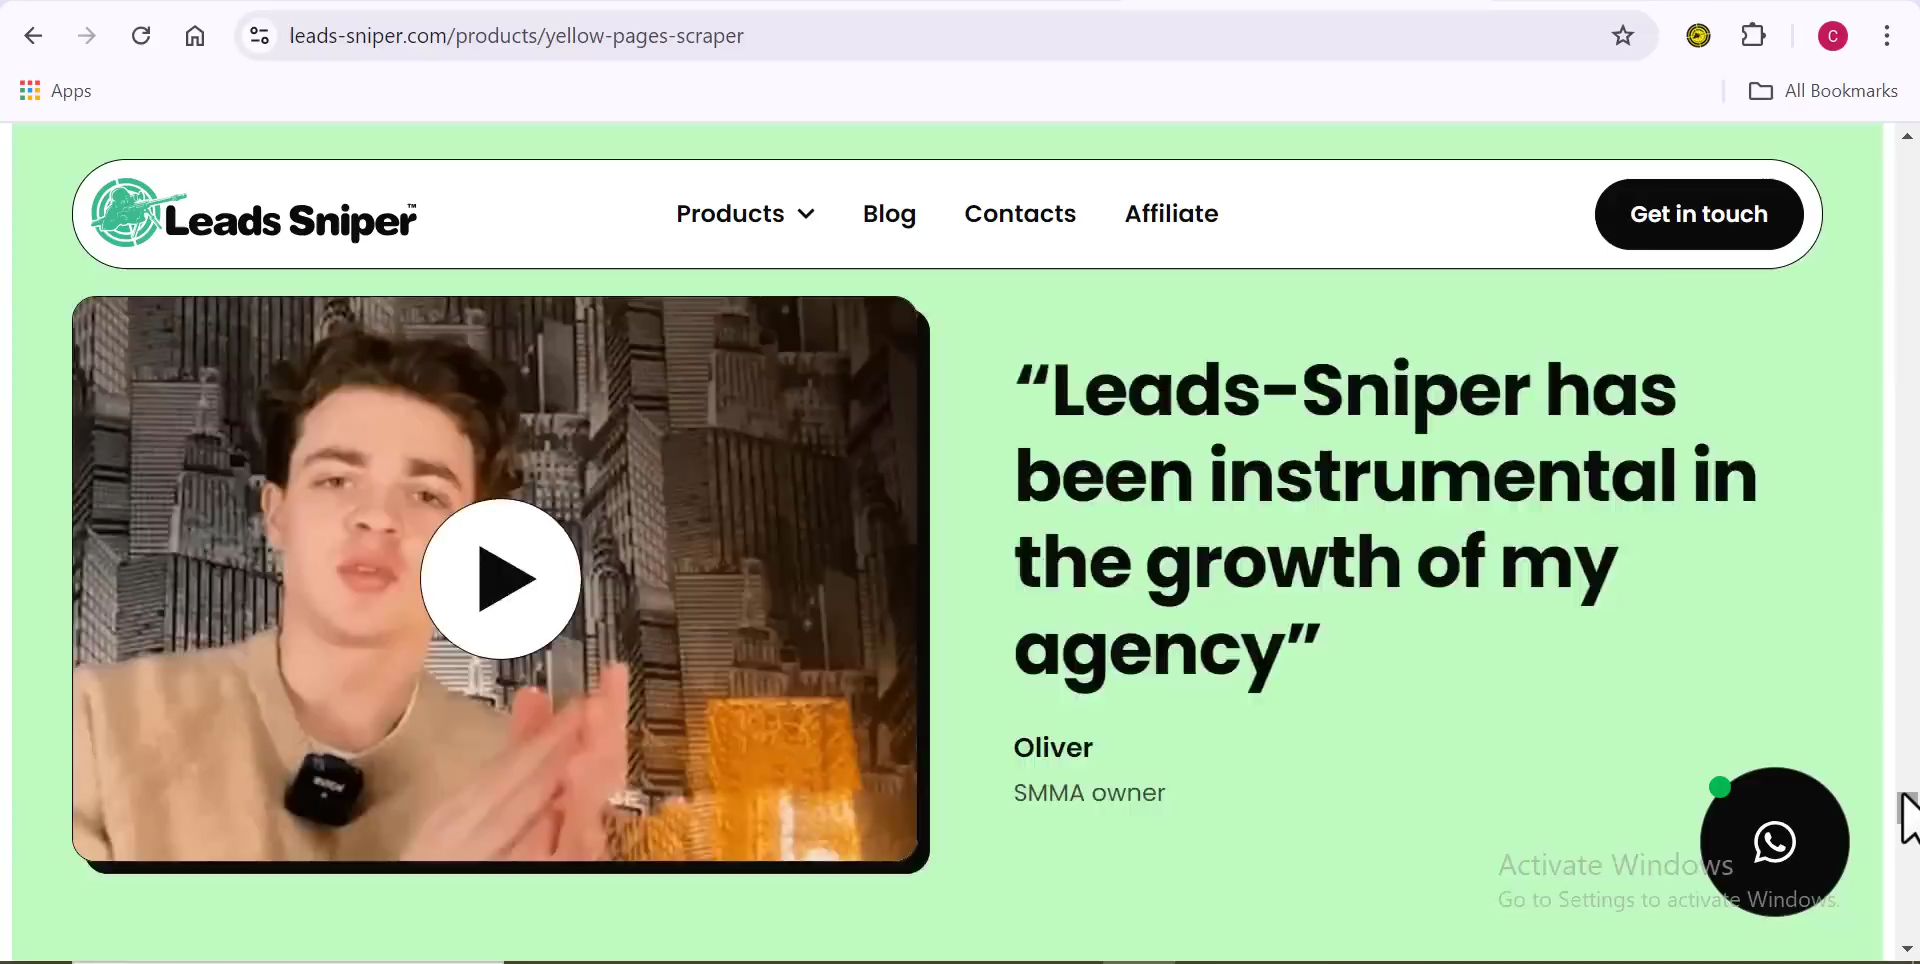 leads-sniper.com/products/yellow-pages-scraper
C
Apps
All Bookmarks
Leads Sniper™
Products
Blog
Contacts
Affiliate
Get in touch
“Leads-Sniper has
been instrumental in
the growth of my
agency”
Oliver
SMMA owner
Activate Windows
Go to Settings to activate Windows.